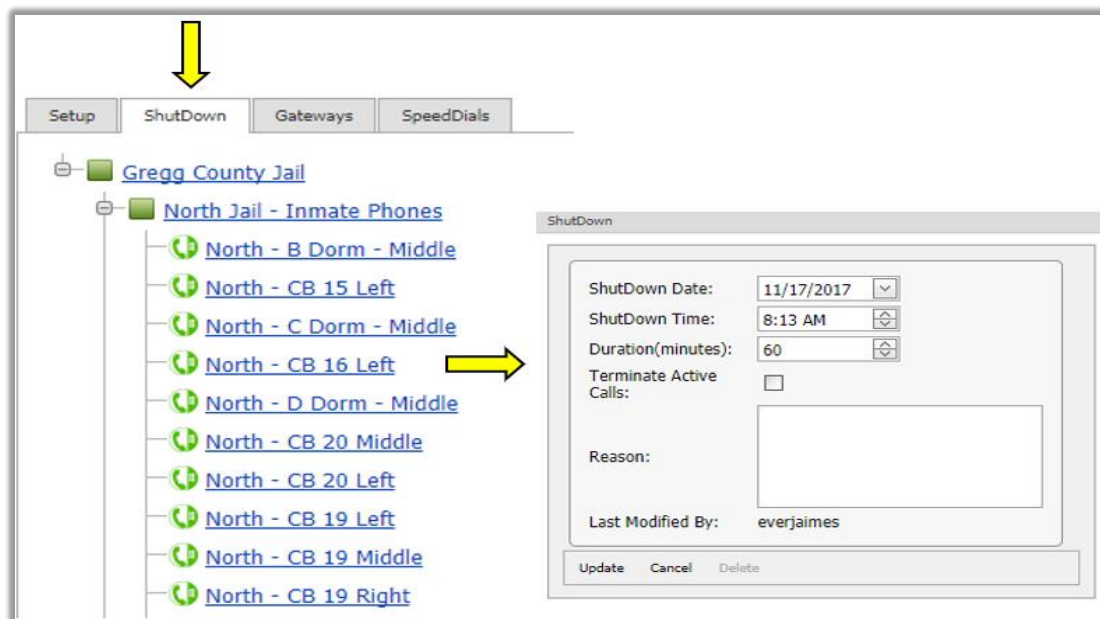 Setup ShutDown Gateways SpeedDials
Gregg County Jail
North Jail - Inmate Phones
North - B Dorm - Middle
North - CB 15 Left
North - C Dorm - Middle
North - CB 16 Left
North - D Dorm - Middle
North - CB 20 Middle
North - CB 20 Left
North - CB 19 Left
North - CB 19 Middle
North - CB 19 Right
ShutDown
ShutDown Date: 11/17/2017
ShutDown Time: 8:13 AM
Duration(minutes): 60
Terminate Active
Calls:
Reason:
Last Modified By: everjaimes
Update Cancel Delete